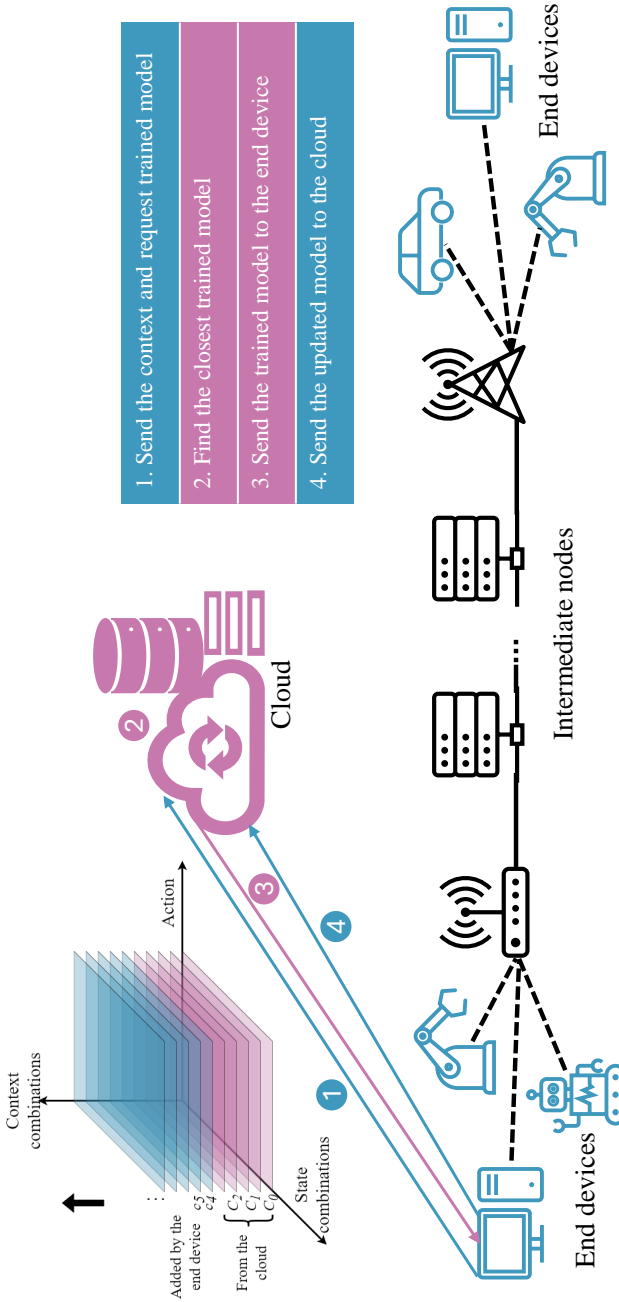 Context
combinations
Action
State
combinations
⋮
Added by the
end device
c5
c4
From the
cloud
C2
C1
C0
1
2
3
4
Cloud
1. Send the context and request trained model
2. Find the closest trained model
3. Send the trained model to the end device
4. Send the updated model to the cloud
End devices
Intermediate nodes
End devices